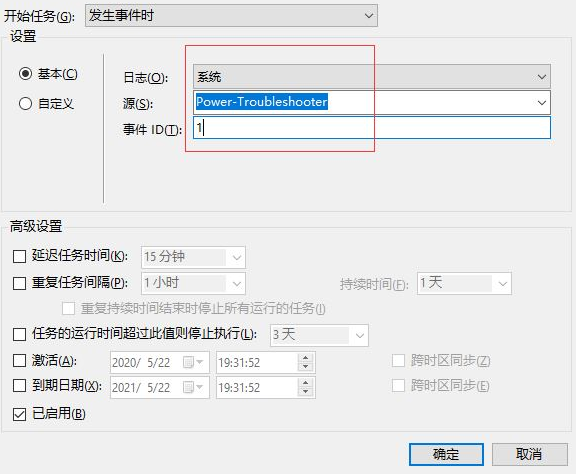 开始任务(G): 发生事件时
设置
基本(C)
自定义
日志(O): 系统
源(S): Power-Troubleshooter
事件 ID(T): 1
高级设置
延迟任务时间(K): 15 分钟
重复任务间隔(P): 1 小时 持续时间(F): 1 天
重复持续时间结束时停止所有运行的任务(I)
任务的运行时间超过此值则停止执行(L): 3 天
激活(A): 2020/ 5/22 19:31:52 跨时区同步(Z)
到期日期(X): 2021/ 5/22 19:31:52 跨时区同步(E)
已启用(B)
确定 取消